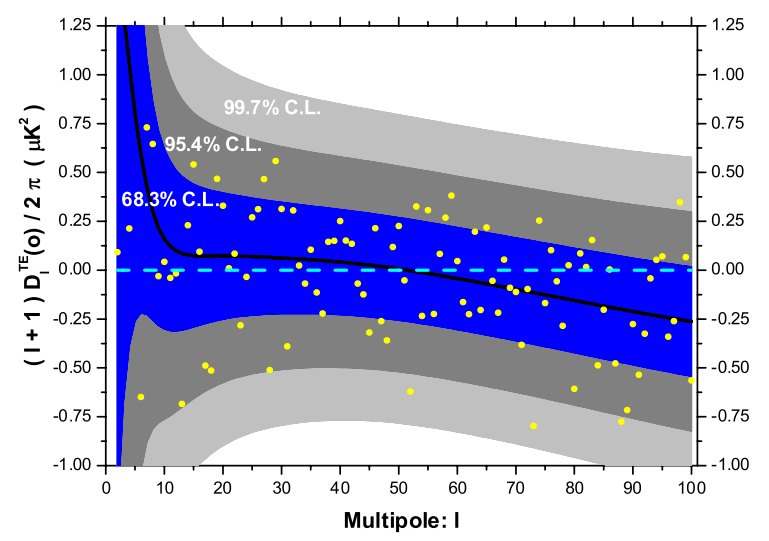 1.25 1.25
1.00 1.00
99.7% C.L.
0.75 0.75
95.4% C.L.
0.50 0.50
68.3% C.L.
0.25 0.25
0.00 0.00
-0.25 -0.25
-0.50 -0.50
-0.75 -0.75
-1.00 -1.00
( l + 1 ) D_l^TE(o) / 2 π ( μK² )
0 10 20 30 40 50 60 70 80 90 100
Multipole: l